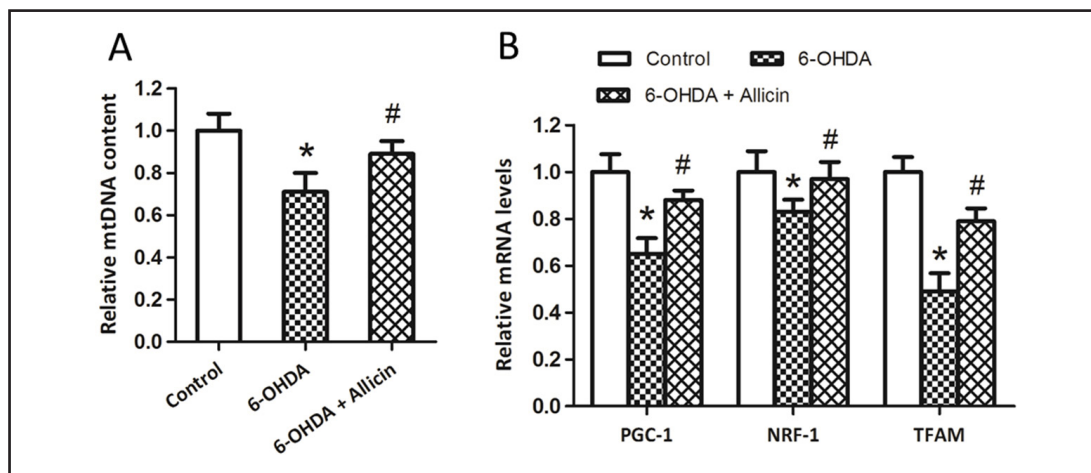 A
Relative mtDNA content
1.2
1.0
0.8
0.6
0.4
0.2
0.0
*
#
Control
6-OHDA
6-OHDA + Allicin
B
Control
6-OHDA
6-OHDA + Allicin
Relative mRNA levels
1.2
1.0
0.8
0.6
0.4
0.2
0.0
*
#
*
#
*
#
PGC-1
NRF-1
TFAM